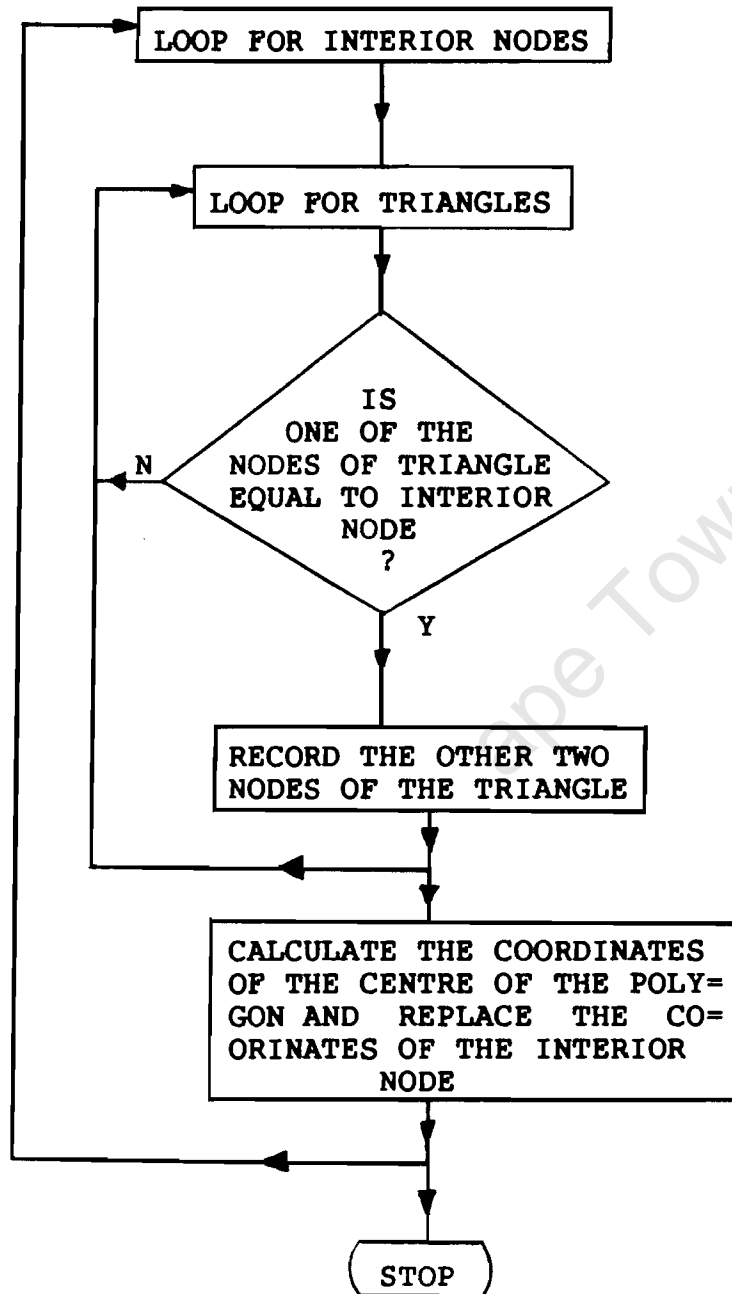 LOOP FOR INTERIOR NODES
LOOP FOR TRIANGLES
IS
ONE OF THE
NODES OF TRIANGLE
EQUAL TO INTERIOR
NODE
?
N
Y
RECORD THE OTHER TWO
NODES OF THE TRIANGLE
CALCULATE THE COORDINATES
OF THE CENTRE OF THE POLY=
GON AND REPLACE THE CO=
ORINATES OF THE INTERIOR
NODE
STOP
ape Town